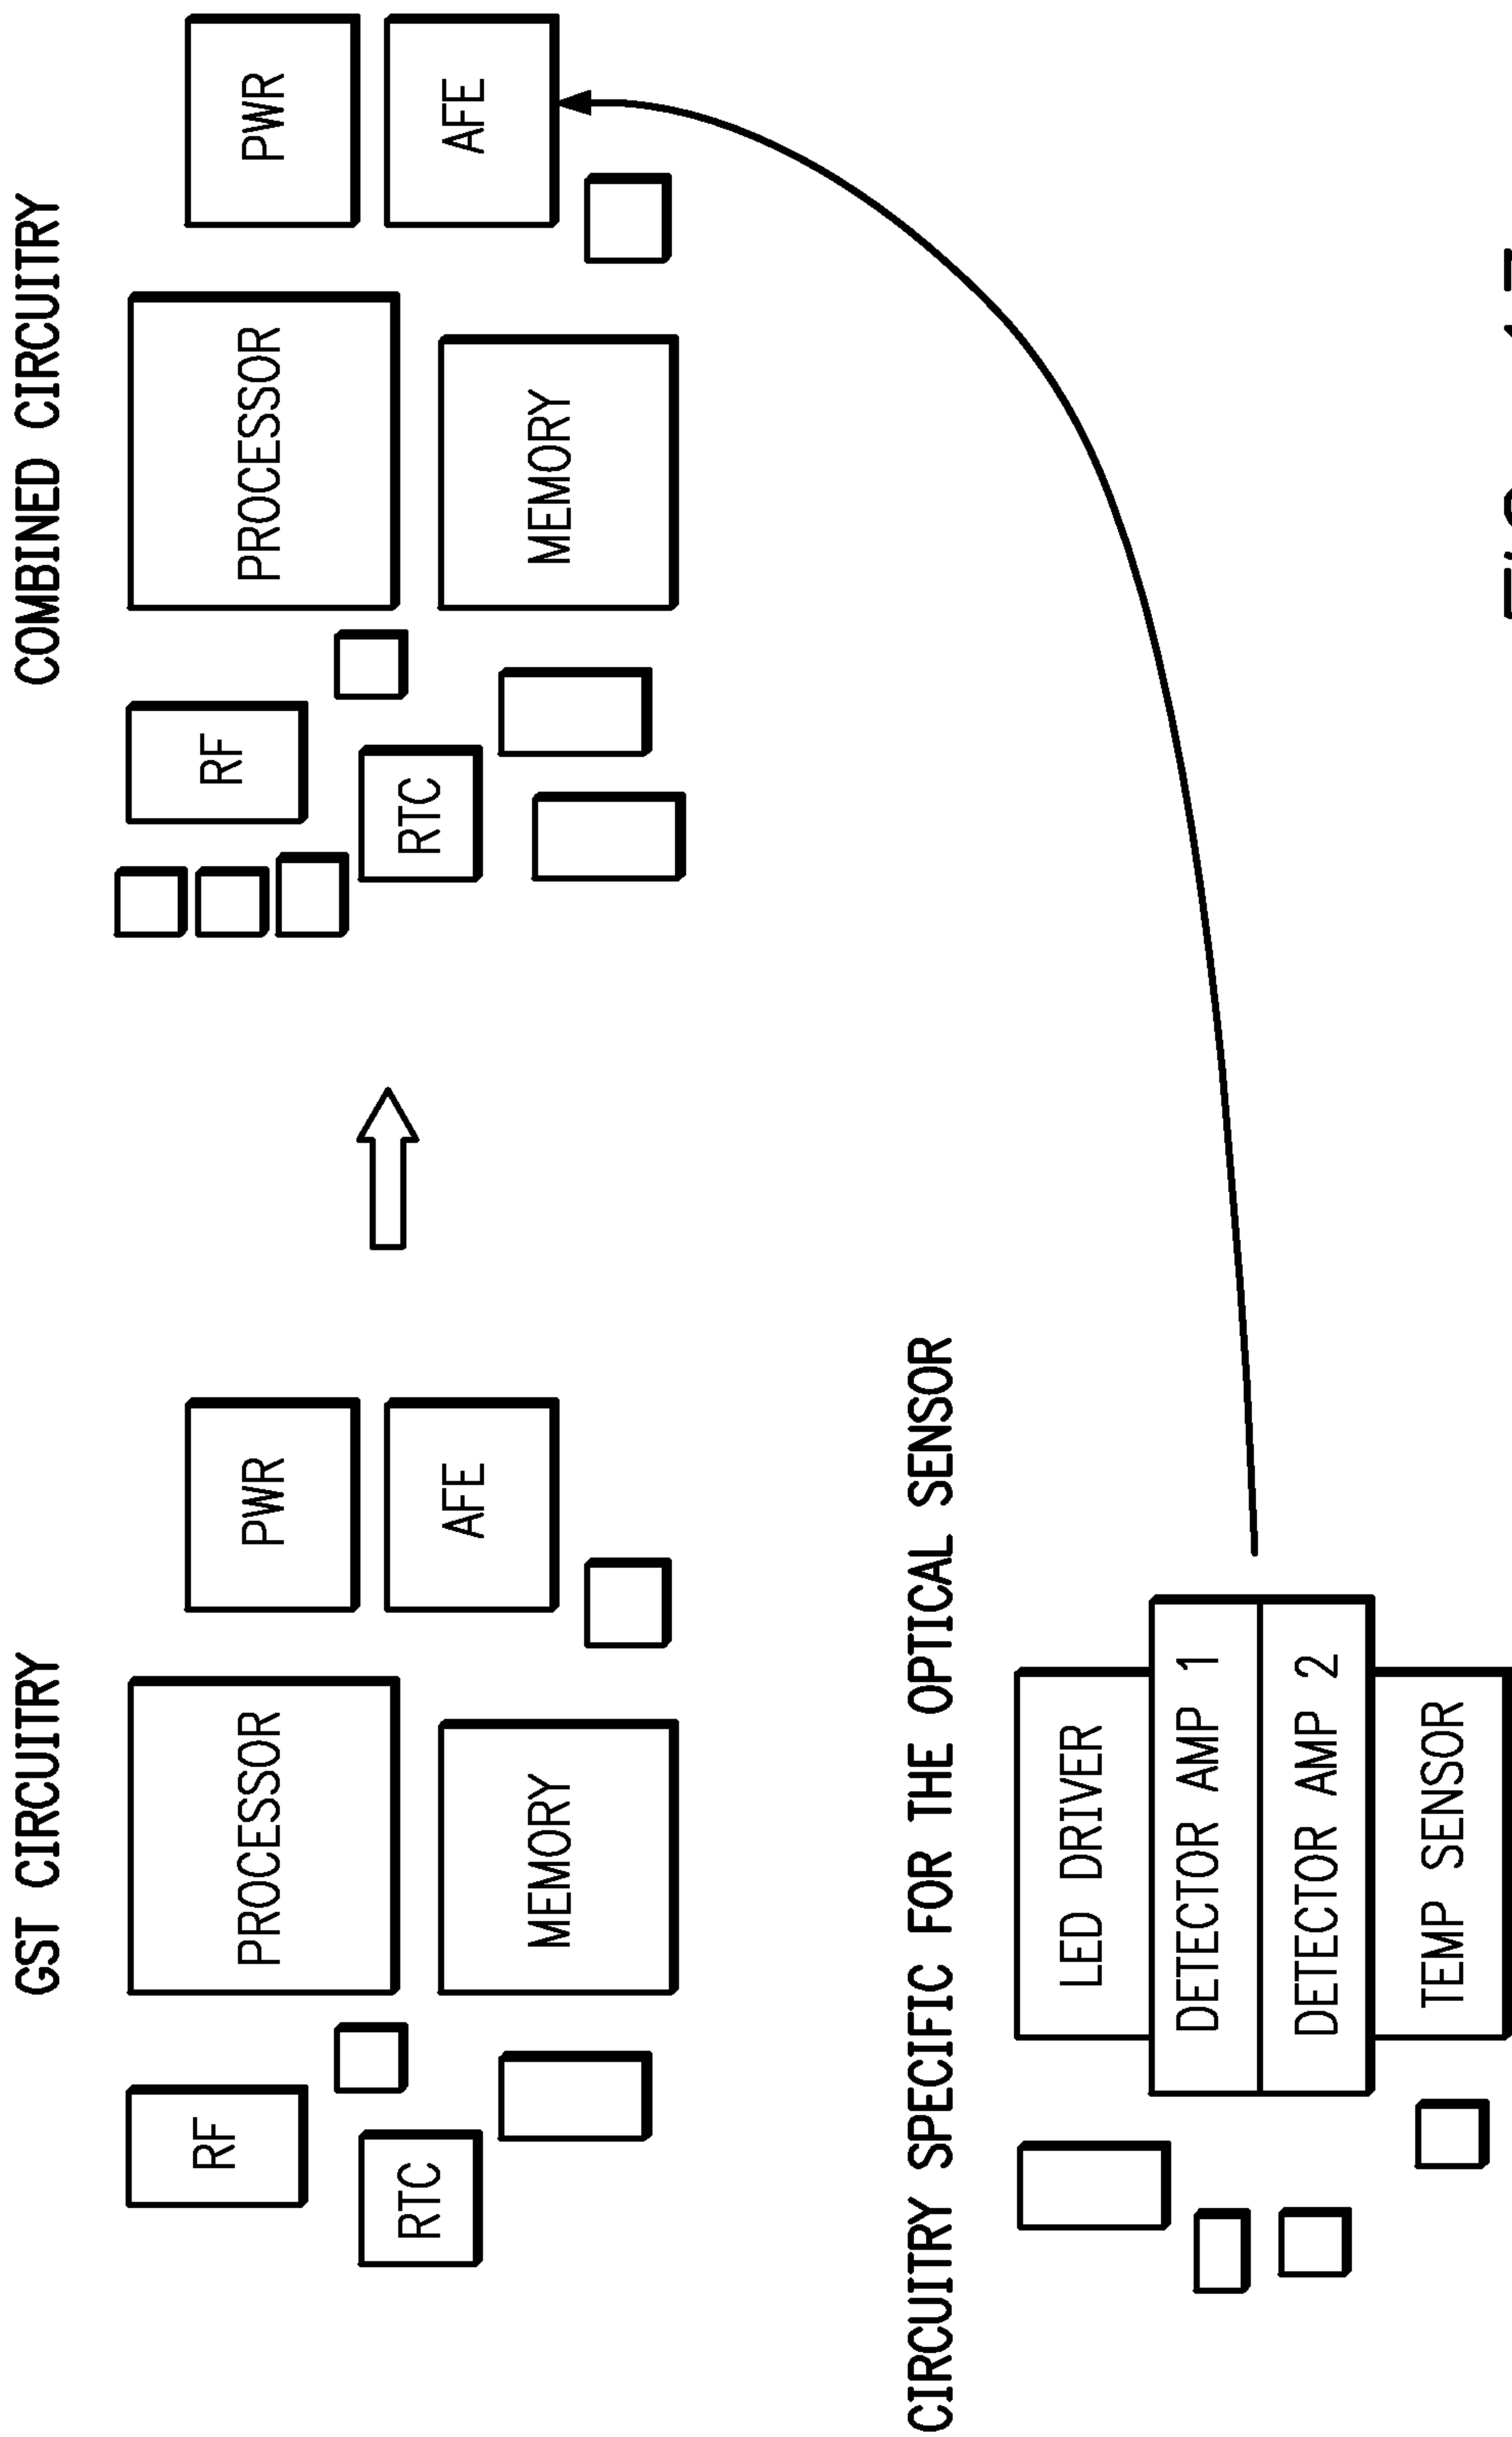 GST CIRCUITRY
RF
PROCESSOR
PWR
RTC
MEMORY
AFE
COMBINED CIRCUITRY
RF
PROCESSOR
PWR
RTC
MEMORY
AFE
CIRCUITRY SPECIFIC FOR THE OPTICAL SENSOR
LED DRIVER
DETECTOR AMP 1
DETECTOR AMP 2
TEMP SENSOR